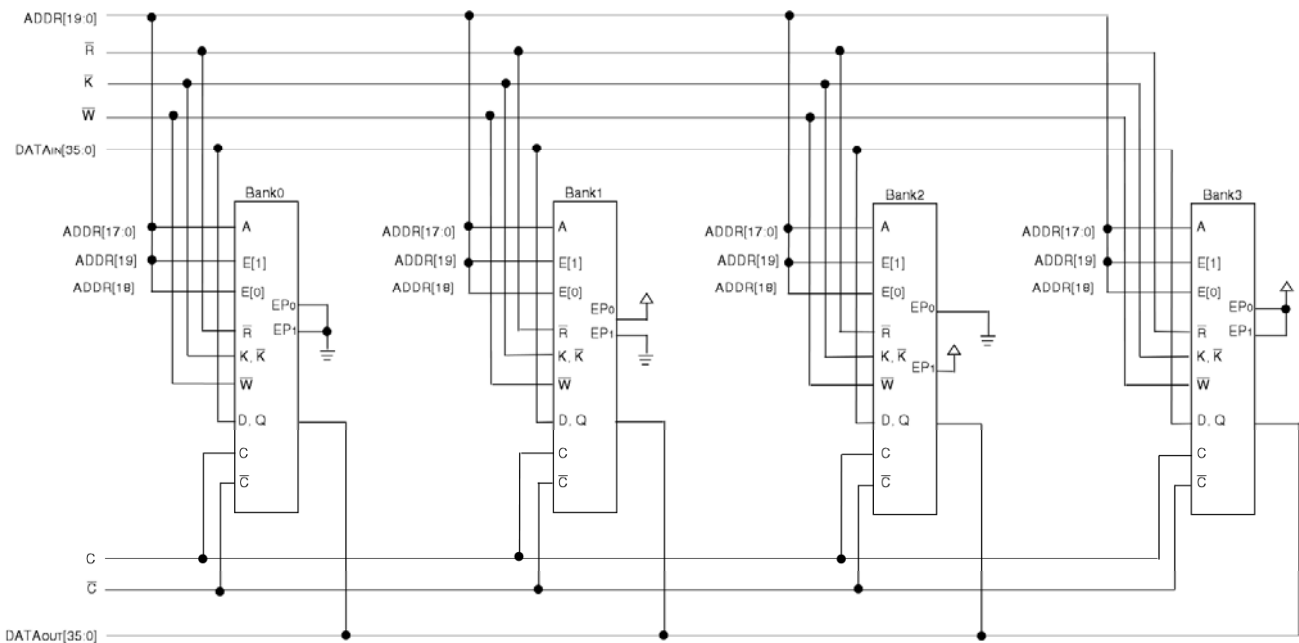 ADDR[19:0]
R̅
K̅
W̅
DATAIN[35:0]
Bank0
Bank1
Bank2
Bank3
ADDR[17:0]
ADDR[19]
ADDR[18]
A
E[1]
E[0]
EP0
EP1
R̅
K, K̅
W̅
D, Q
C
C̅
ADDR[17:0]
ADDR[19]
ADDR[18]
A
E[1]
E[0]
EP0
EP1
R̅
K, K̅
W̅
D, Q
C
C̅
ADDR[17:0]
ADDR[19]
ADDR[18]
A
E[1]
E[0]
EP0
R̅
K, K̅
EP1
W̅
D, Q
C
C̅
ADDR[17:0]
ADDR[19]
ADDR[18]
A
E[1]
E[0]
EP0
EP1
R̅
K, K̅
W̅
D, Q
C
C̅
C
C̅
DATAOUT[35:0]